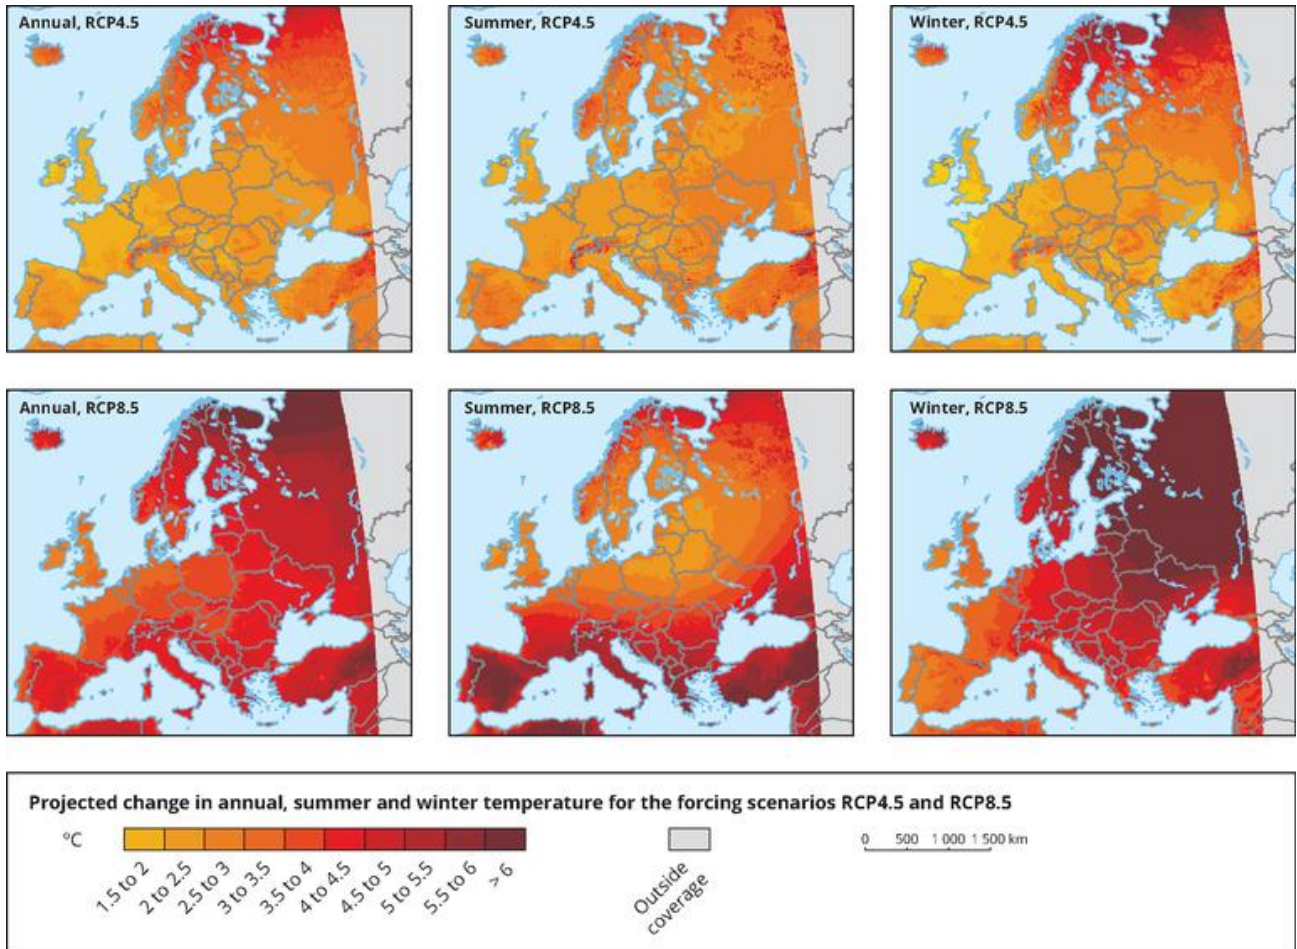 Annual, RCP4.5
Summer, RCP4.5
Winter, RCP4.5
Annual, RCP8.5
Summer, RCP8.5
Winter, RCP8.5
Projected change in annual, summer and winter temperature for the forcing scenarios RCP4.5 and RCP8.5
ºC
1.5 to 2
2 to 2.5
2.5 to 3
3 to 3.5
3.5 to 4
4 to 4.5
4.5 to 5
5 to 5.5
5.5 to 6
> 6
Outside
coverage
0 500 1 000 1 500 km